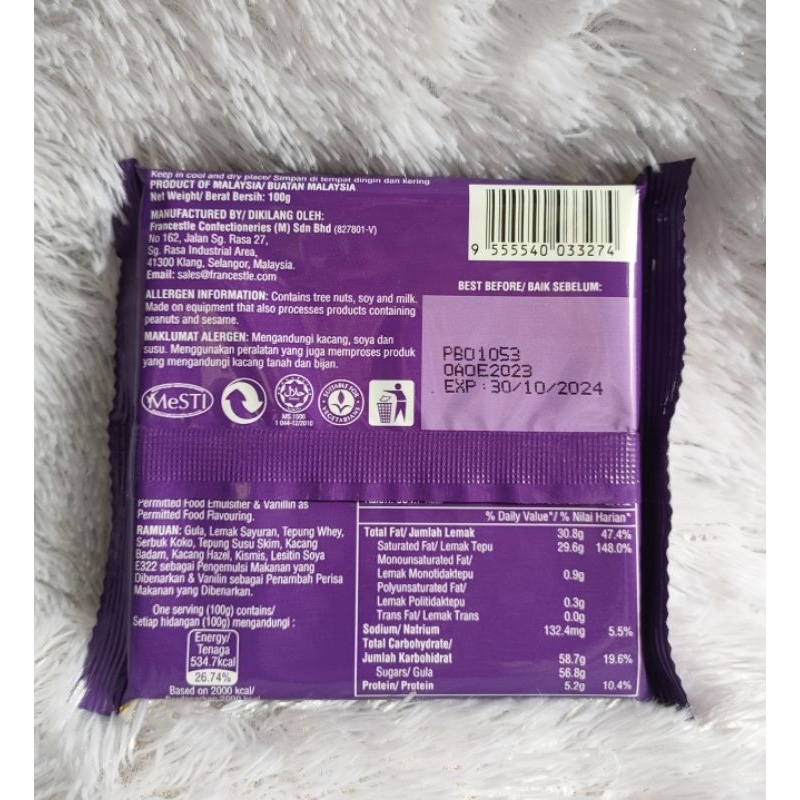 Keep in cool and dry place/ Simpan di tempat dingin dan kering
PRODUCT OF MALAYSIA/ BUATAN MALAYSIA
Net Weight/ Berat Bersih: 100g
MANUFACTURED BY/ DIKILANG OLEH:
Francestle Confectioneries (M) Sdn Bhd (827801-V)
No 162, Jalan Sg. Rasa 27,
Sg. Rasa Industrial Area,
41300 Klang, Selangor, Malaysia.
Email: sales@francestle.com
ALLERGEN INFORMATION: Contains tree nuts, soy and milk.
Made on equipment that also processes products containing
peanuts and sesame.
MAKLUMAT ALERGEN: Mengandungi kacang, soya dan
susu. Menggunakan peralatan yang juga memproses produk
yang mengandungi kacang tanah dan bijan.
MeSTI
MS 1500
1 044-12/2010
SUITABLE FOR
VEGETARIANS
9 555540 033274
BEST BEFORE/ BAIK SEBELUM:
PB01053
0A0E2023
EXP:30/10/2024
Permitted Food Emulsifier & Vanillin as
Permitted Food Flavouring.
RAMUAN: Gula, Lemak Sayuran, Tepung Whey,
Serbuk Koko, Tepung Susu Skim, Kacang
Badam, Kacang Hazel, Kismis, Lesitin Soya
E322 sebagai Pengemulsi Makanan yang
Dibenarkan & Vanilin sebagai Penambah Perisa
Makanan yang Dibenarkan.
One serving (100g) contains/
Setiap hidangan (100g) mengandungi :
Energy/
Tenaga
534.7kcal
26.74%
Based on 2000 kcal/
% Daily Value*/ % Nilai Harian*
Total Fat/ Jumlah Lemak 30.8g 47.4%
Saturated Fat/ Lemak Tepu 29.6g 148.0%
Monounsaturated Fat/
Lemak Monotidaktepu 0.9g
Polyunsaturated Fat/
Lemak Politidaktepu 0.3g
Trans Fat/ Lemak Trans 0.0g
Sodium/ Natrium 132.4mg 5.5%
Total Carbohydrate/
Jumlah Karbohidrat 58.7g 19.6%
Sugars/ Gula 56.8g
Protein/ Protein 5.2g 10.4%